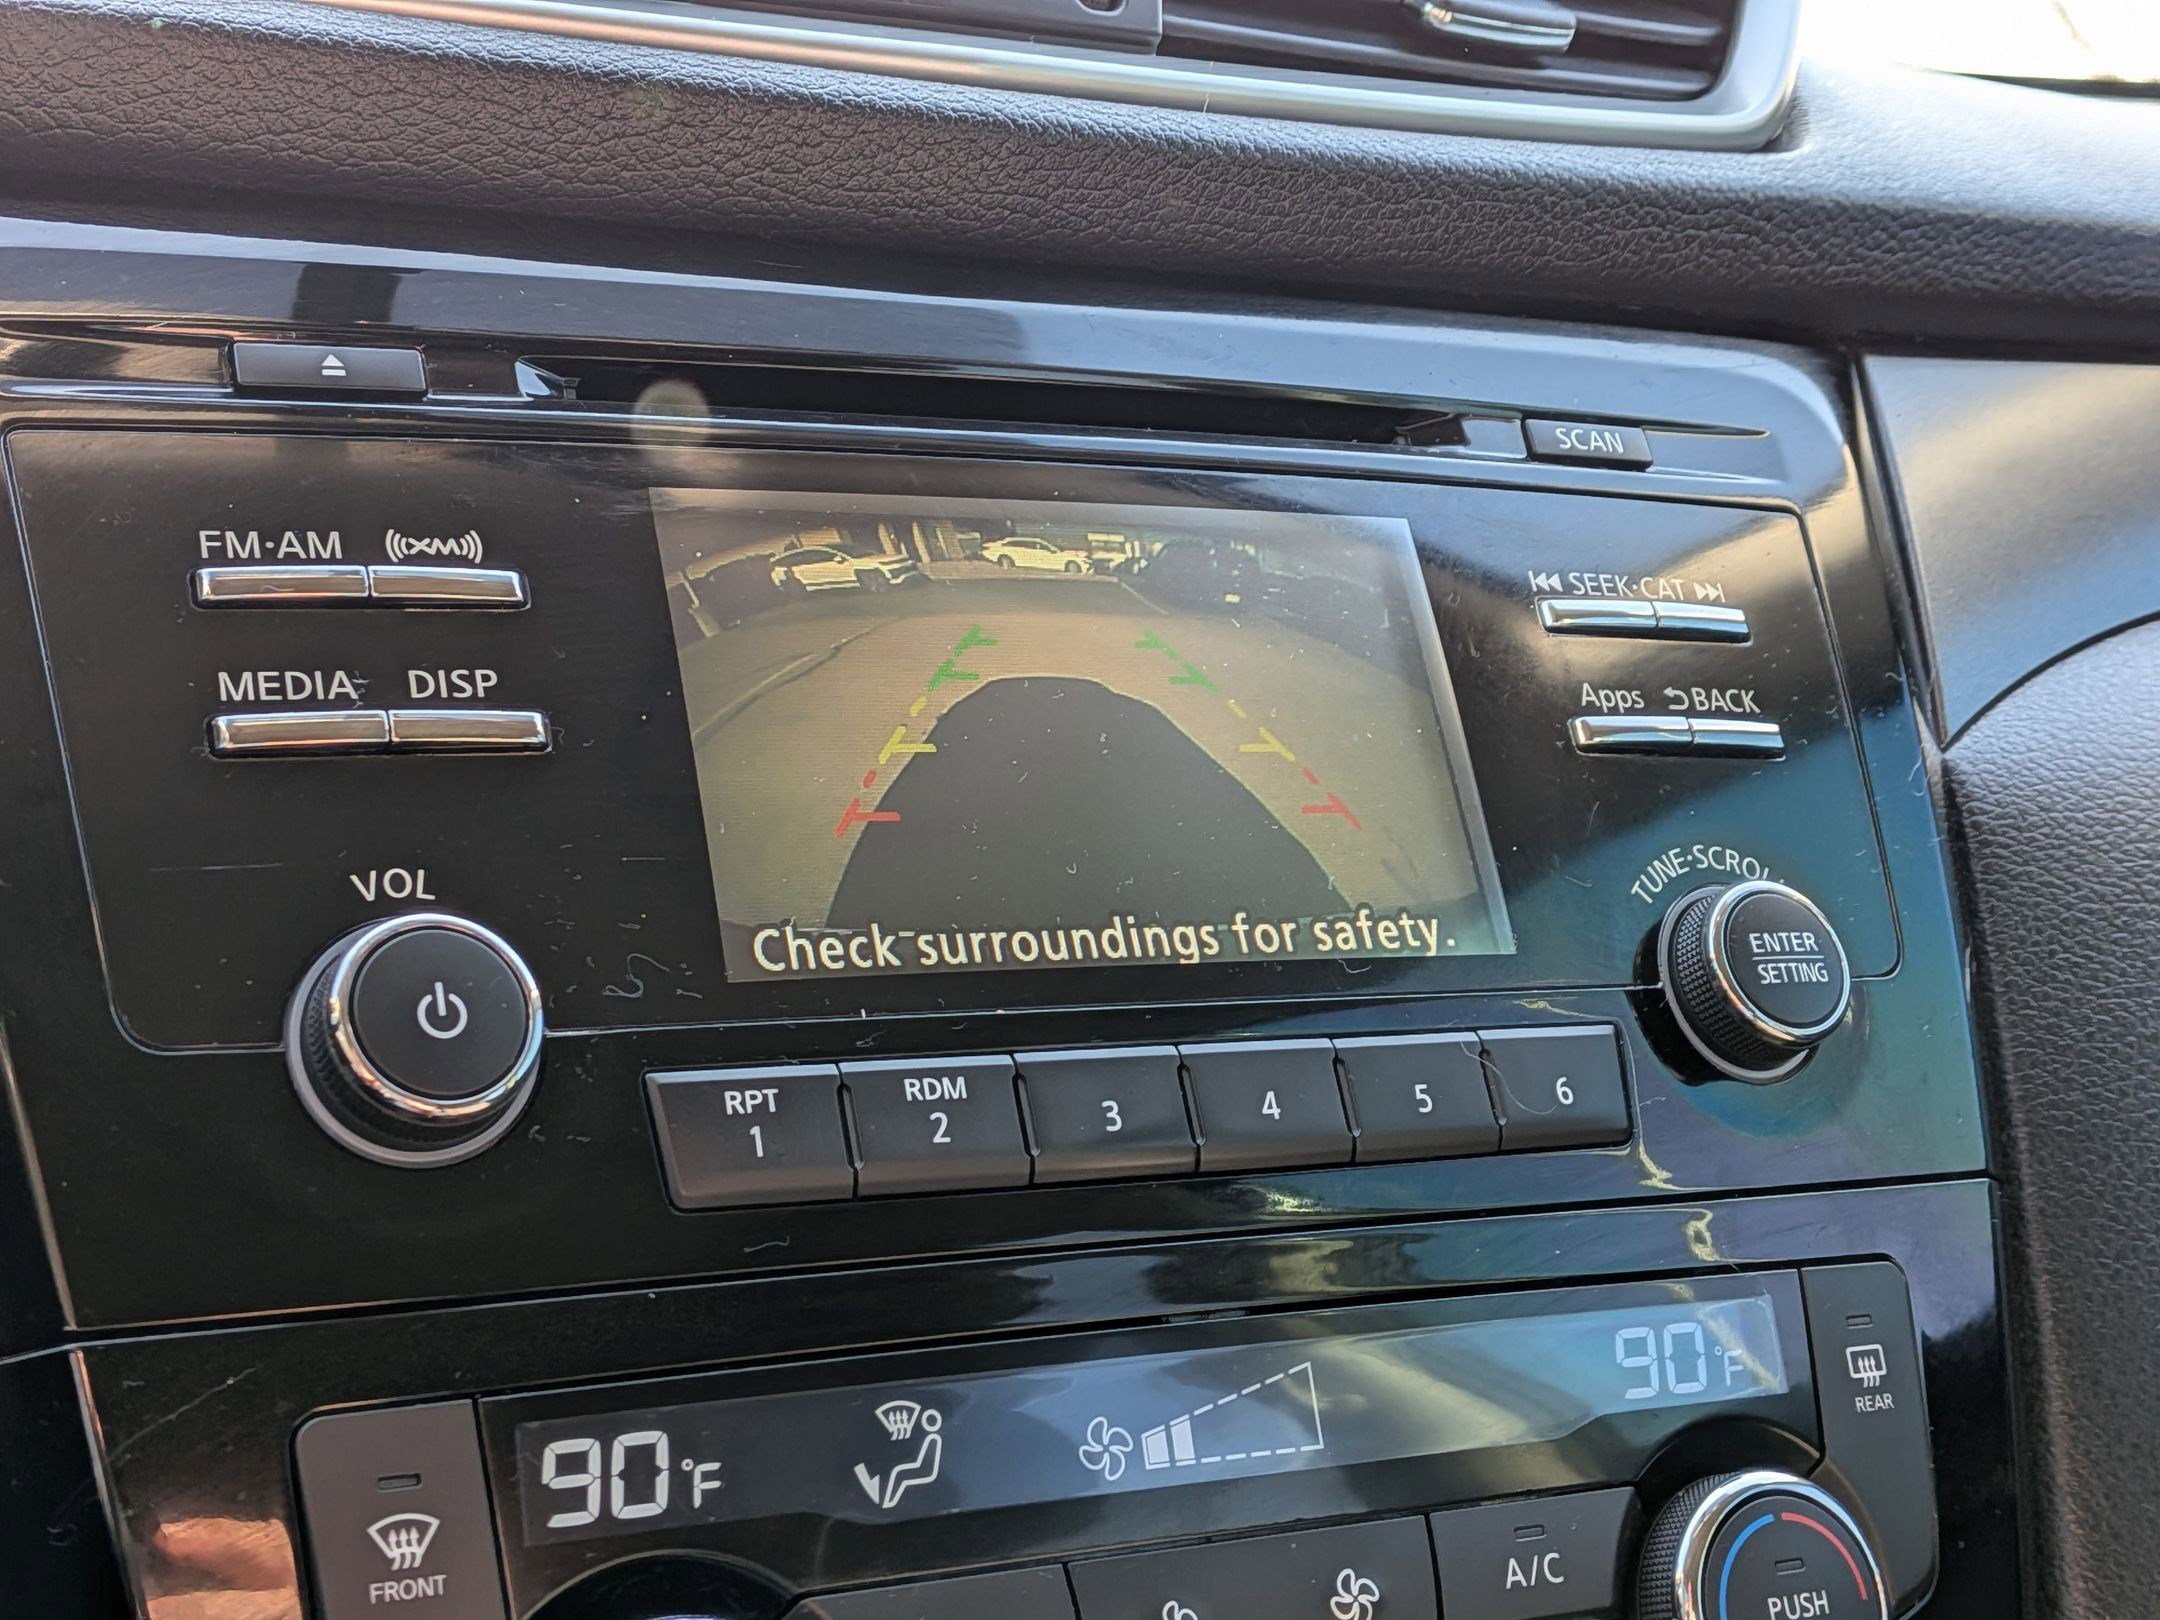 SCAN
FM·AM XM
SEEK·CAT
MEDIA DISP
Apps BACK
VOL
TUNE·SCROLL
ENTER
SETTING
Check surroundings for safety.
RPT
1
RDM
2
3
4
5
6
90°F
90°F
REAR
FRONT
A/C
PUSH